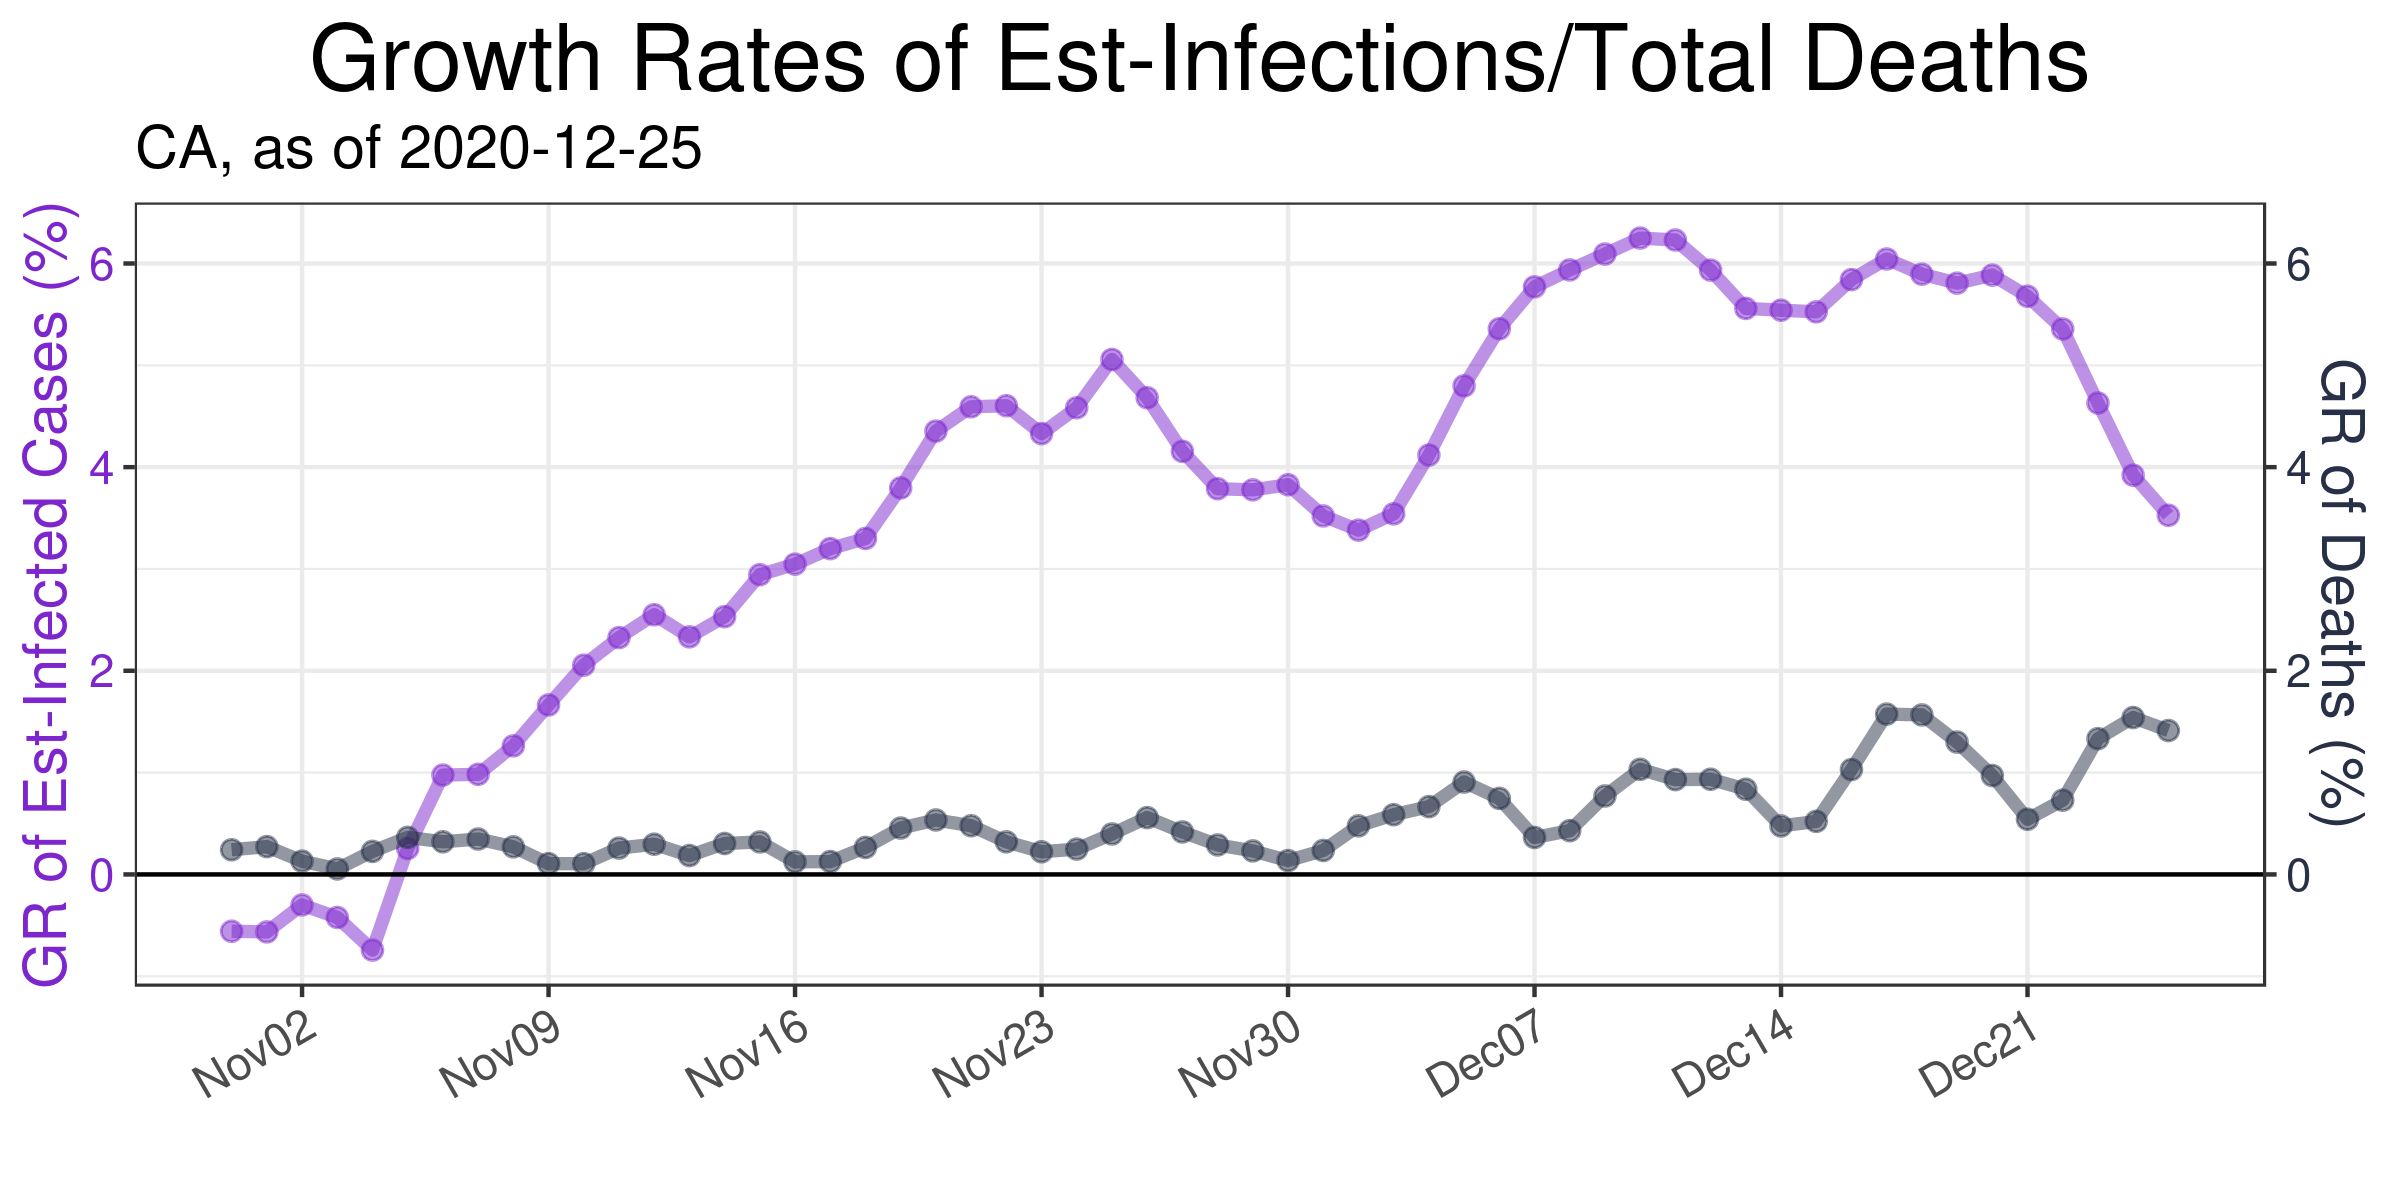 Growth Rates of Est-Infections/Total Deaths
CA, as of 2020-12-25
GR of Est-Infected Cases (%)
6
4
2
0
6
4
2
0
GR of Deaths (%)
Nov02
Nov09
Nov16
Nov23
Nov30
Dec07
Dec14
Dec21